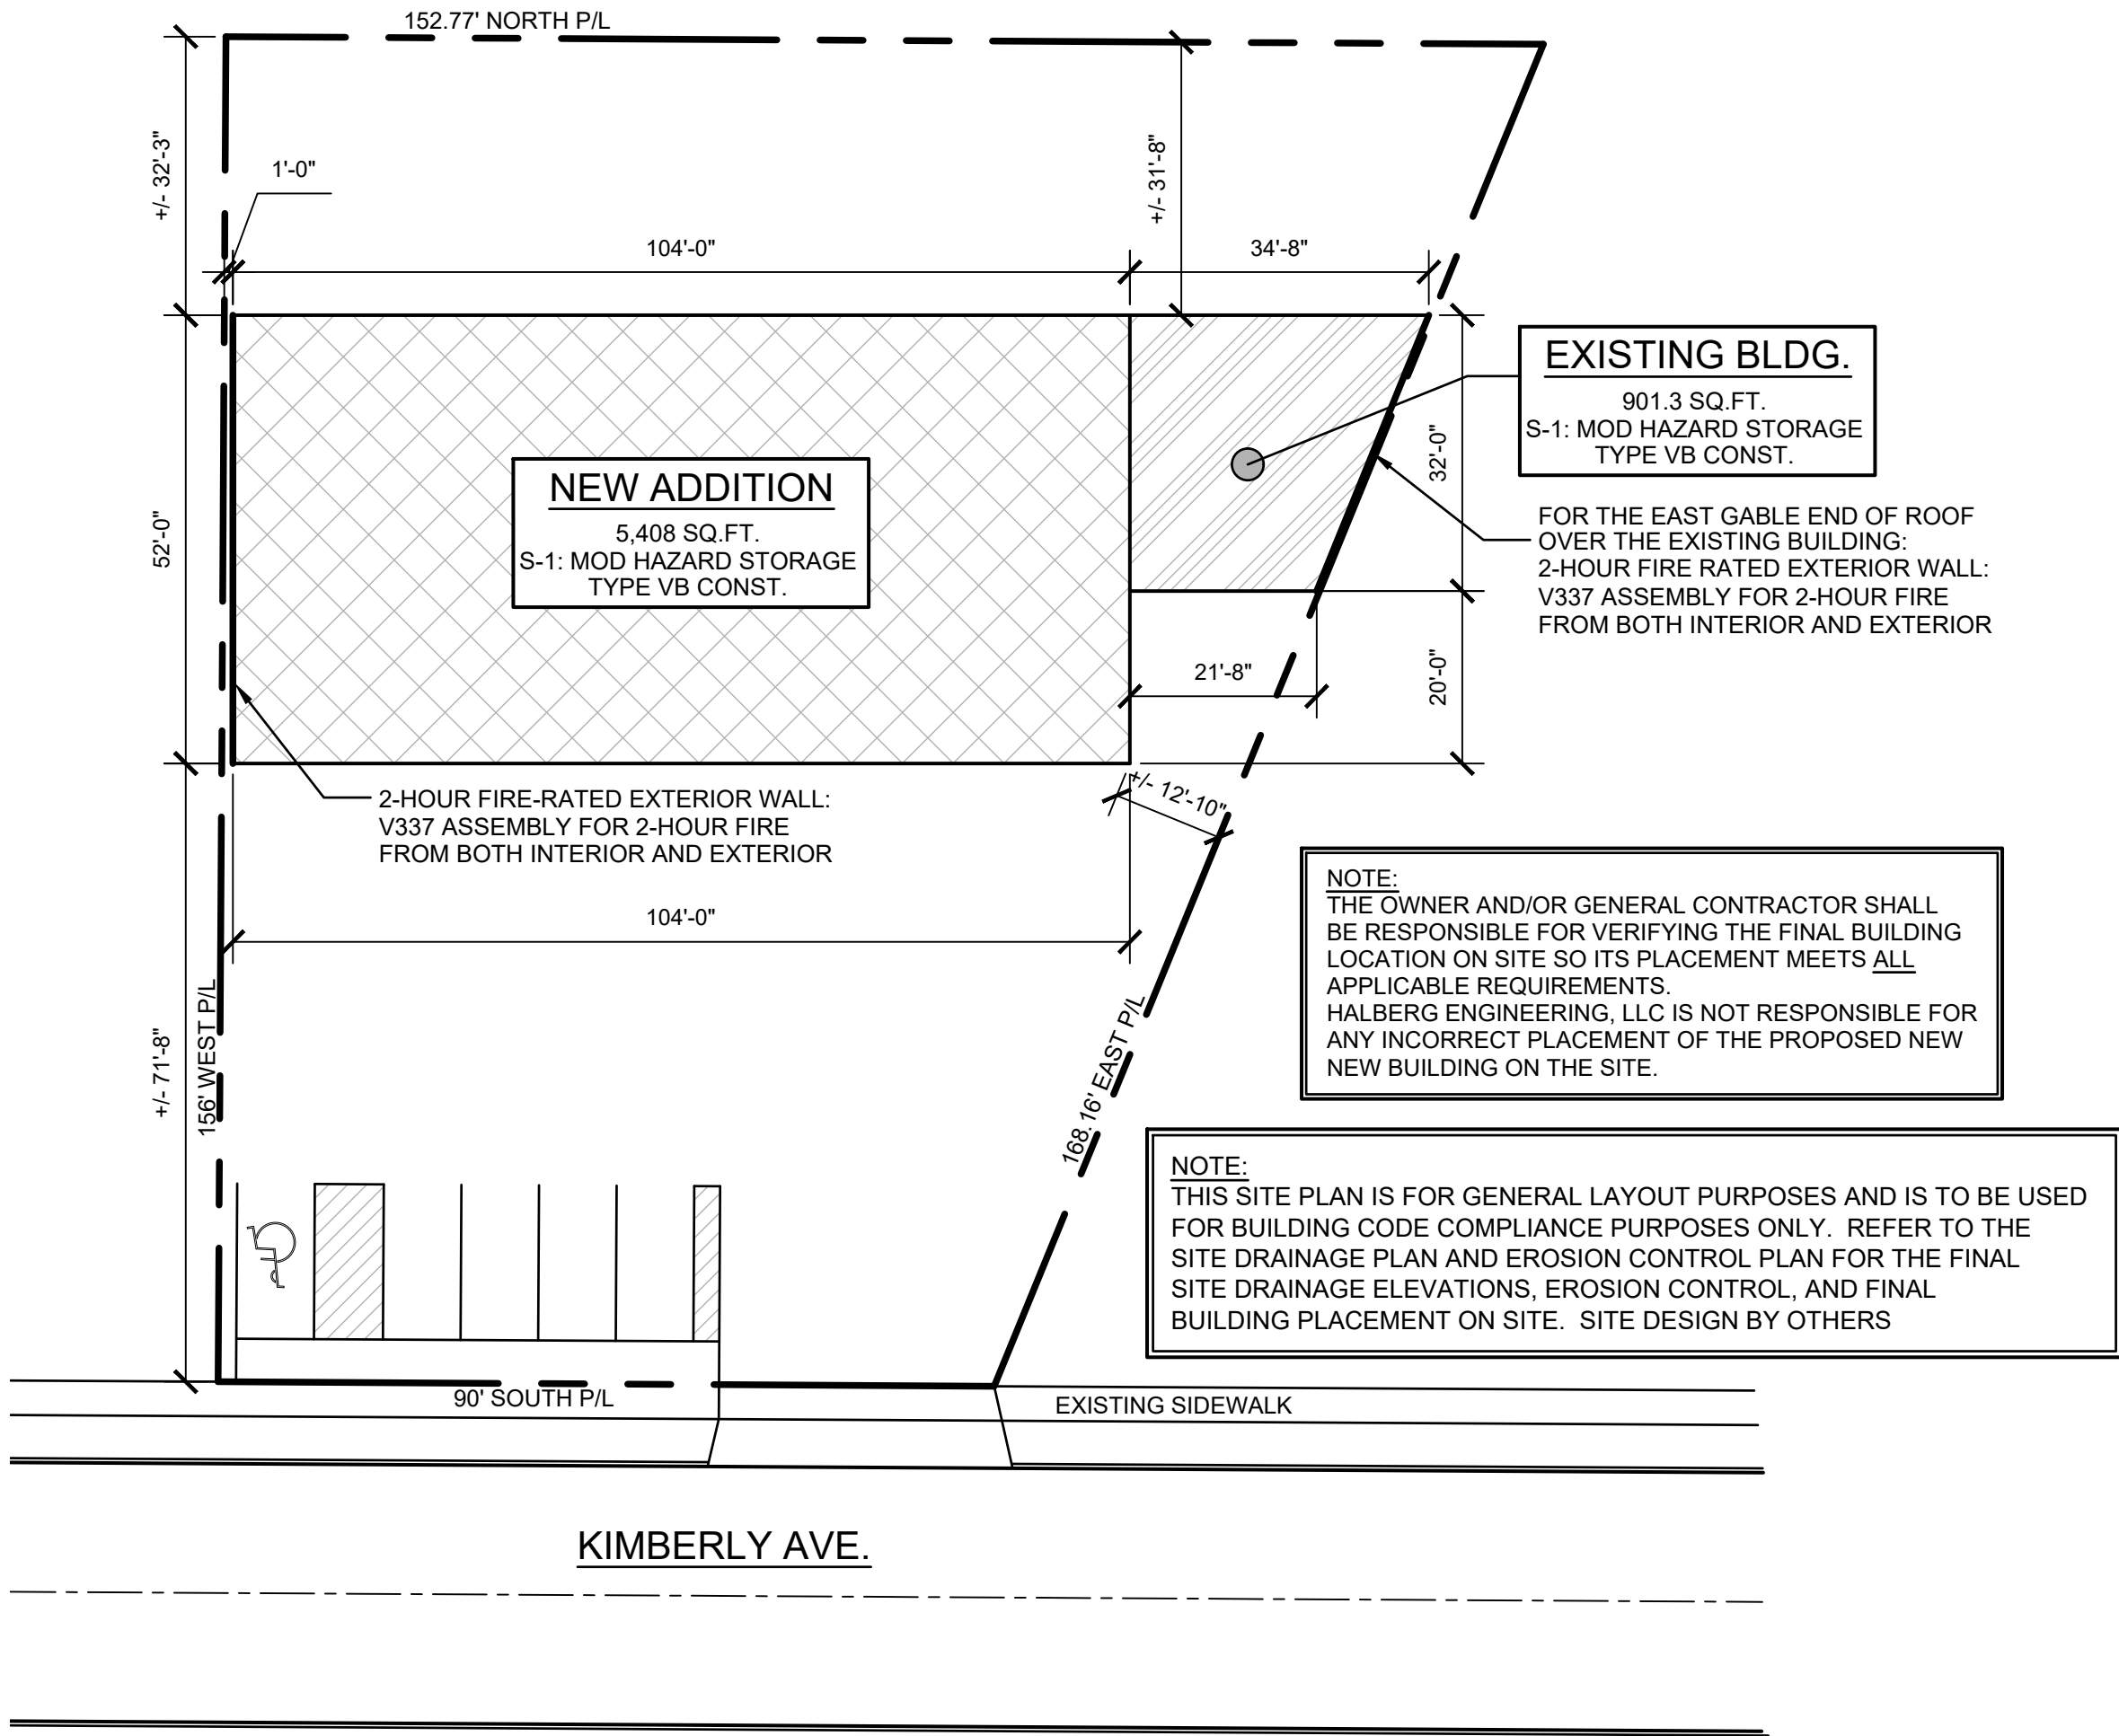 152.77' NORTH P/L
+/- 32'-3"
1'-0"
+/- 31'-8"
104'-0"
34'-8"
EXISTING BLDG.
901.3 SQ.FT.
S-1: MOD HAZARD STORAGE
TYPE VB CONST.
32'-0"
NEW ADDITION
5,408 SQ.FT.
S-1: MOD HAZARD STORAGE
TYPE VB CONST.
52'-0"
FOR THE EAST GABLE END OF ROOF
OVER THE EXISTING BUILDING:
2-HOUR FIRE RATED EXTERIOR WALL:
V337 ASSEMBLY FOR 2-HOUR FIRE
FROM BOTH INTERIOR AND EXTERIOR
21'-8"
20'-0"
+/- 12'-10"
2-HOUR FIRE-RATED EXTERIOR WALL:
V337 ASSEMBLY FOR 2-HOUR FIRE
FROM BOTH INTERIOR AND EXTERIOR
104'-0"
NOTE:
THE OWNER AND/OR GENERAL CONTRACTOR SHALL
BE RESPONSIBLE FOR VERIFYING THE FINAL BUILDING
LOCATION ON SITE SO ITS PLACEMENT MEETS ALL
APPLICABLE REQUIREMENTS.
HALBERG ENGINEERING, LLC IS NOT RESPONSIBLE FOR
ANY INCORRECT PLACEMENT OF THE PROPOSED NEW
NEW BUILDING ON THE SITE.
+/- 71'-8"
156' WEST P/L
168.16' EAST P/L
NOTE:
THIS SITE PLAN IS FOR GENERAL LAYOUT PURPOSES AND IS TO BE USED
FOR BUILDING CODE COMPLIANCE PURPOSES ONLY.  REFER TO THE
SITE DRAINAGE PLAN AND EROSION CONTROL PLAN FOR THE FINAL
SITE DRAINAGE ELEVATIONS, EROSION CONTROL, AND FINAL
BUILDING PLACEMENT ON SITE.  SITE DESIGN BY OTHERS
90' SOUTH P/L
EXISTING SIDEWALK
KIMBERLY AVE.